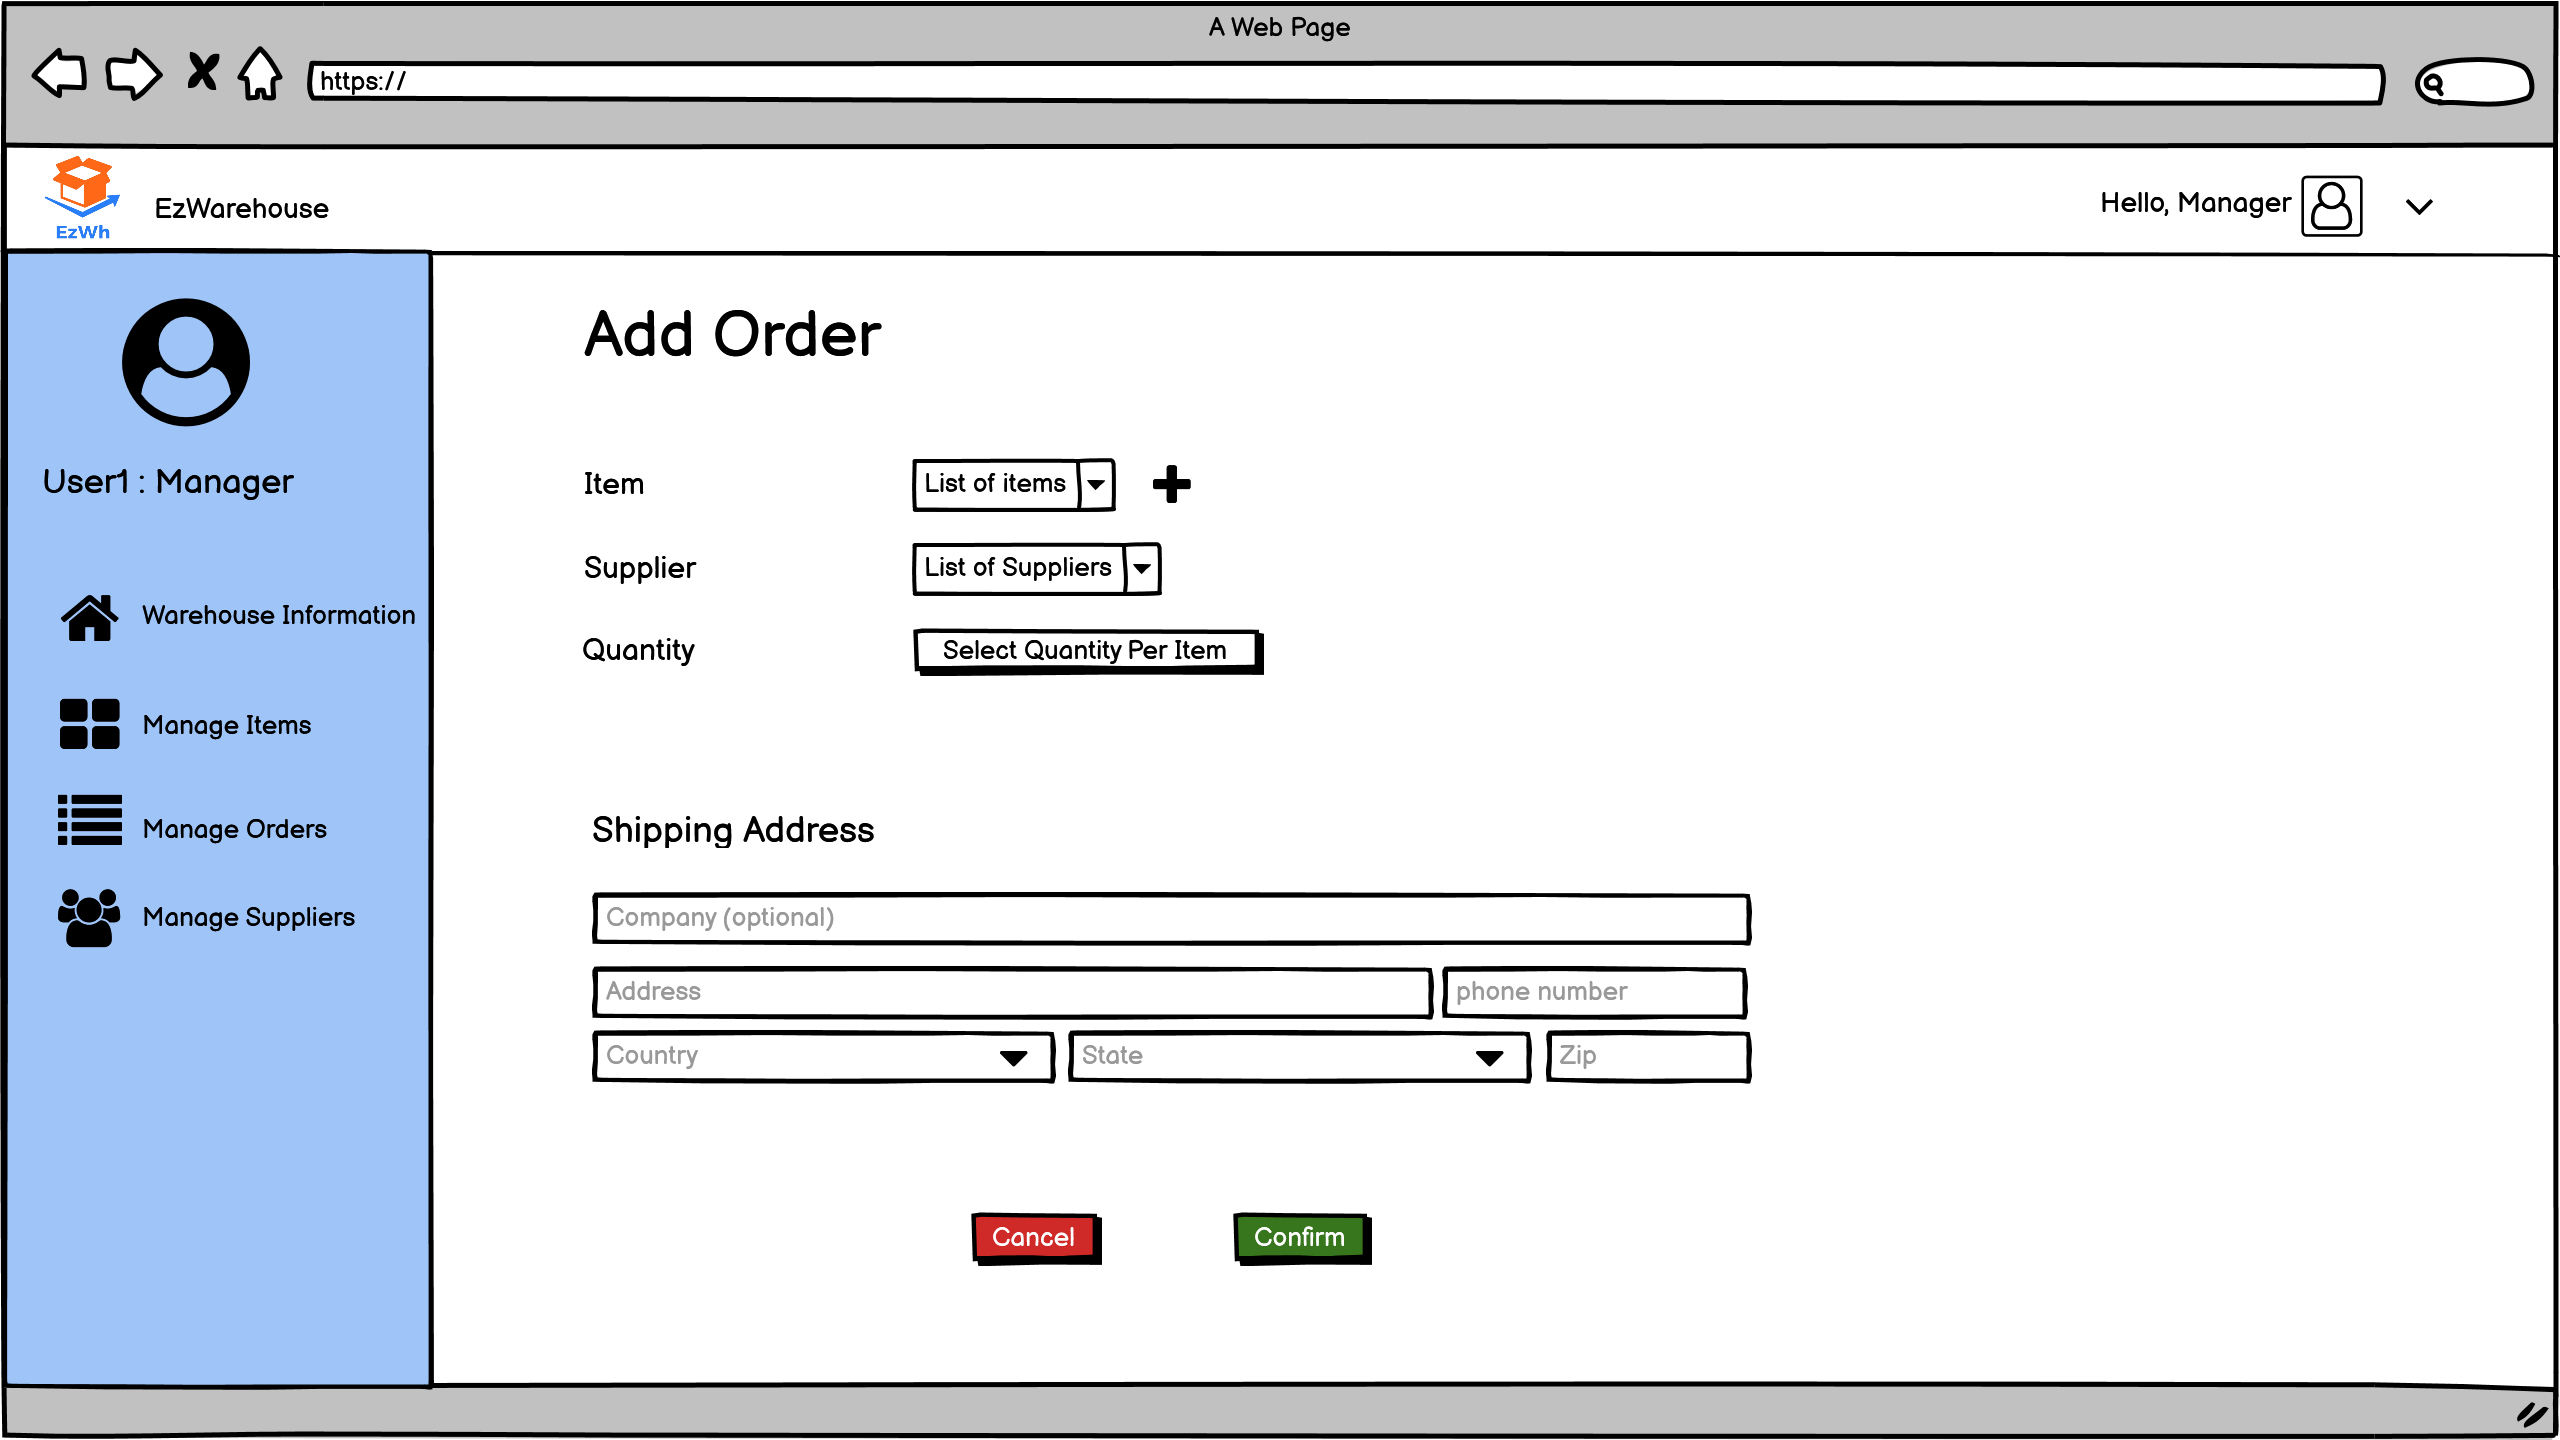 A Web Page
https://
EzWh
EzWarehouse
Hello, Manager
User1 : Manager
Warehouse Information
Manage Items
Manage Orders
Manage Suppliers
Add Order
Item
List of items
Supplier
List of Suppliers
Quantity
Select Quantity Per Item
Shipping Address
Company (optional)
Address
phone number
Country
State
Zip
Cancel
Confirm